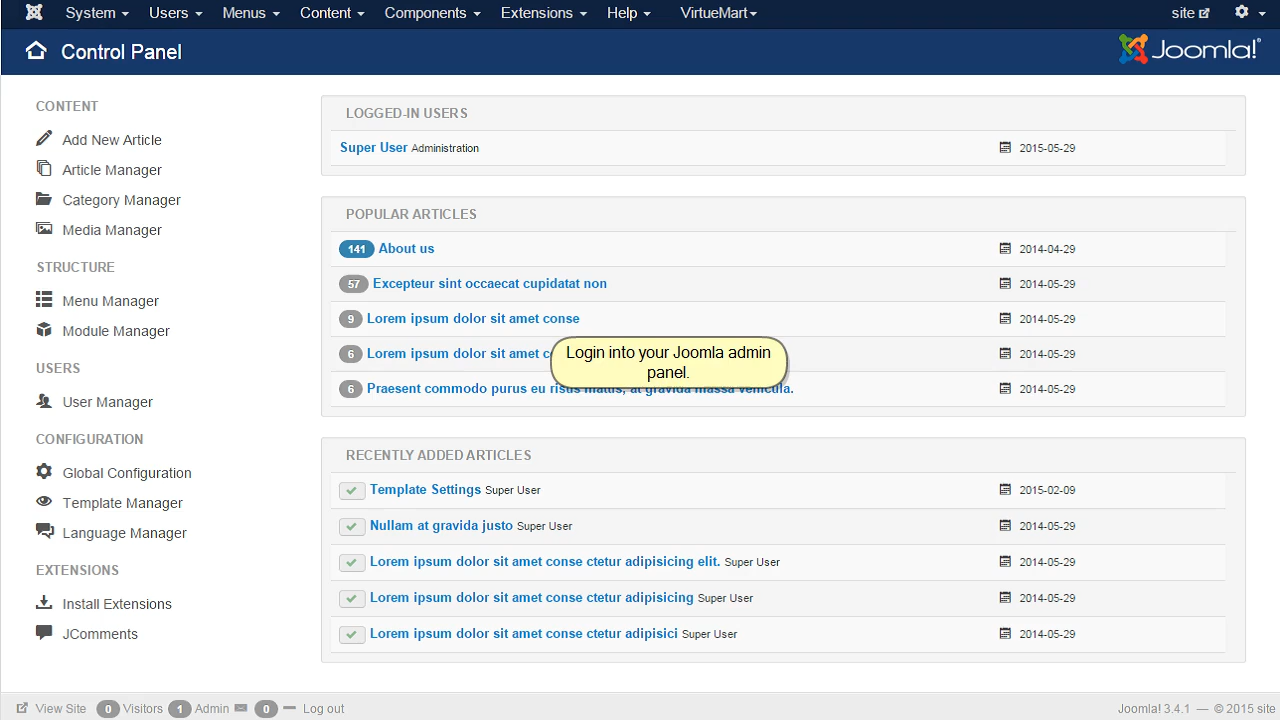 System Users Menus Content Components Extensions Help VirtueMart site
Control Panel Joomla!
CONTENT
Add New Article
Article Manager
Category Manager
Media Manager
STRUCTURE
Menu Manager
Module Manager
USERS
User Manager
CONFIGURATION
Global Configuration
Template Manager
Language Manager
EXTENSIONS
Install Extensions
JComments
LOGGED-IN USERS
Super User Administration 2015-05-29
POPULAR ARTICLES
141 About us 2014-04-29
57 Excepteur sint occaecat cupidatat non 2014-05-29
9 Lorem ipsum dolor sit amet conse 2014-05-29
6 Lorem ipsum dolor sit amet 2014-05-29
Login into your Joomla admin
panel.
6 Praesent commodo purus eu risus mattis, at gravida massa vehicula. 2014-05-29
RECENTLY ADDED ARTICLES
Template Settings Super User 2015-02-09
Nullam at gravida justo Super User 2014-05-29
Lorem ipsum dolor sit amet conse ctetur adipisicing elit. Super User 2014-05-29
Lorem ipsum dolor sit amet conse ctetur adipisicing Super User 2014-05-29
Lorem ipsum dolor sit amet conse ctetur adipisici Super User 2014-05-29
View Site 0 Visitors 1 Admin 0 Log out Joomla! 3.4.1 — © 2015 site